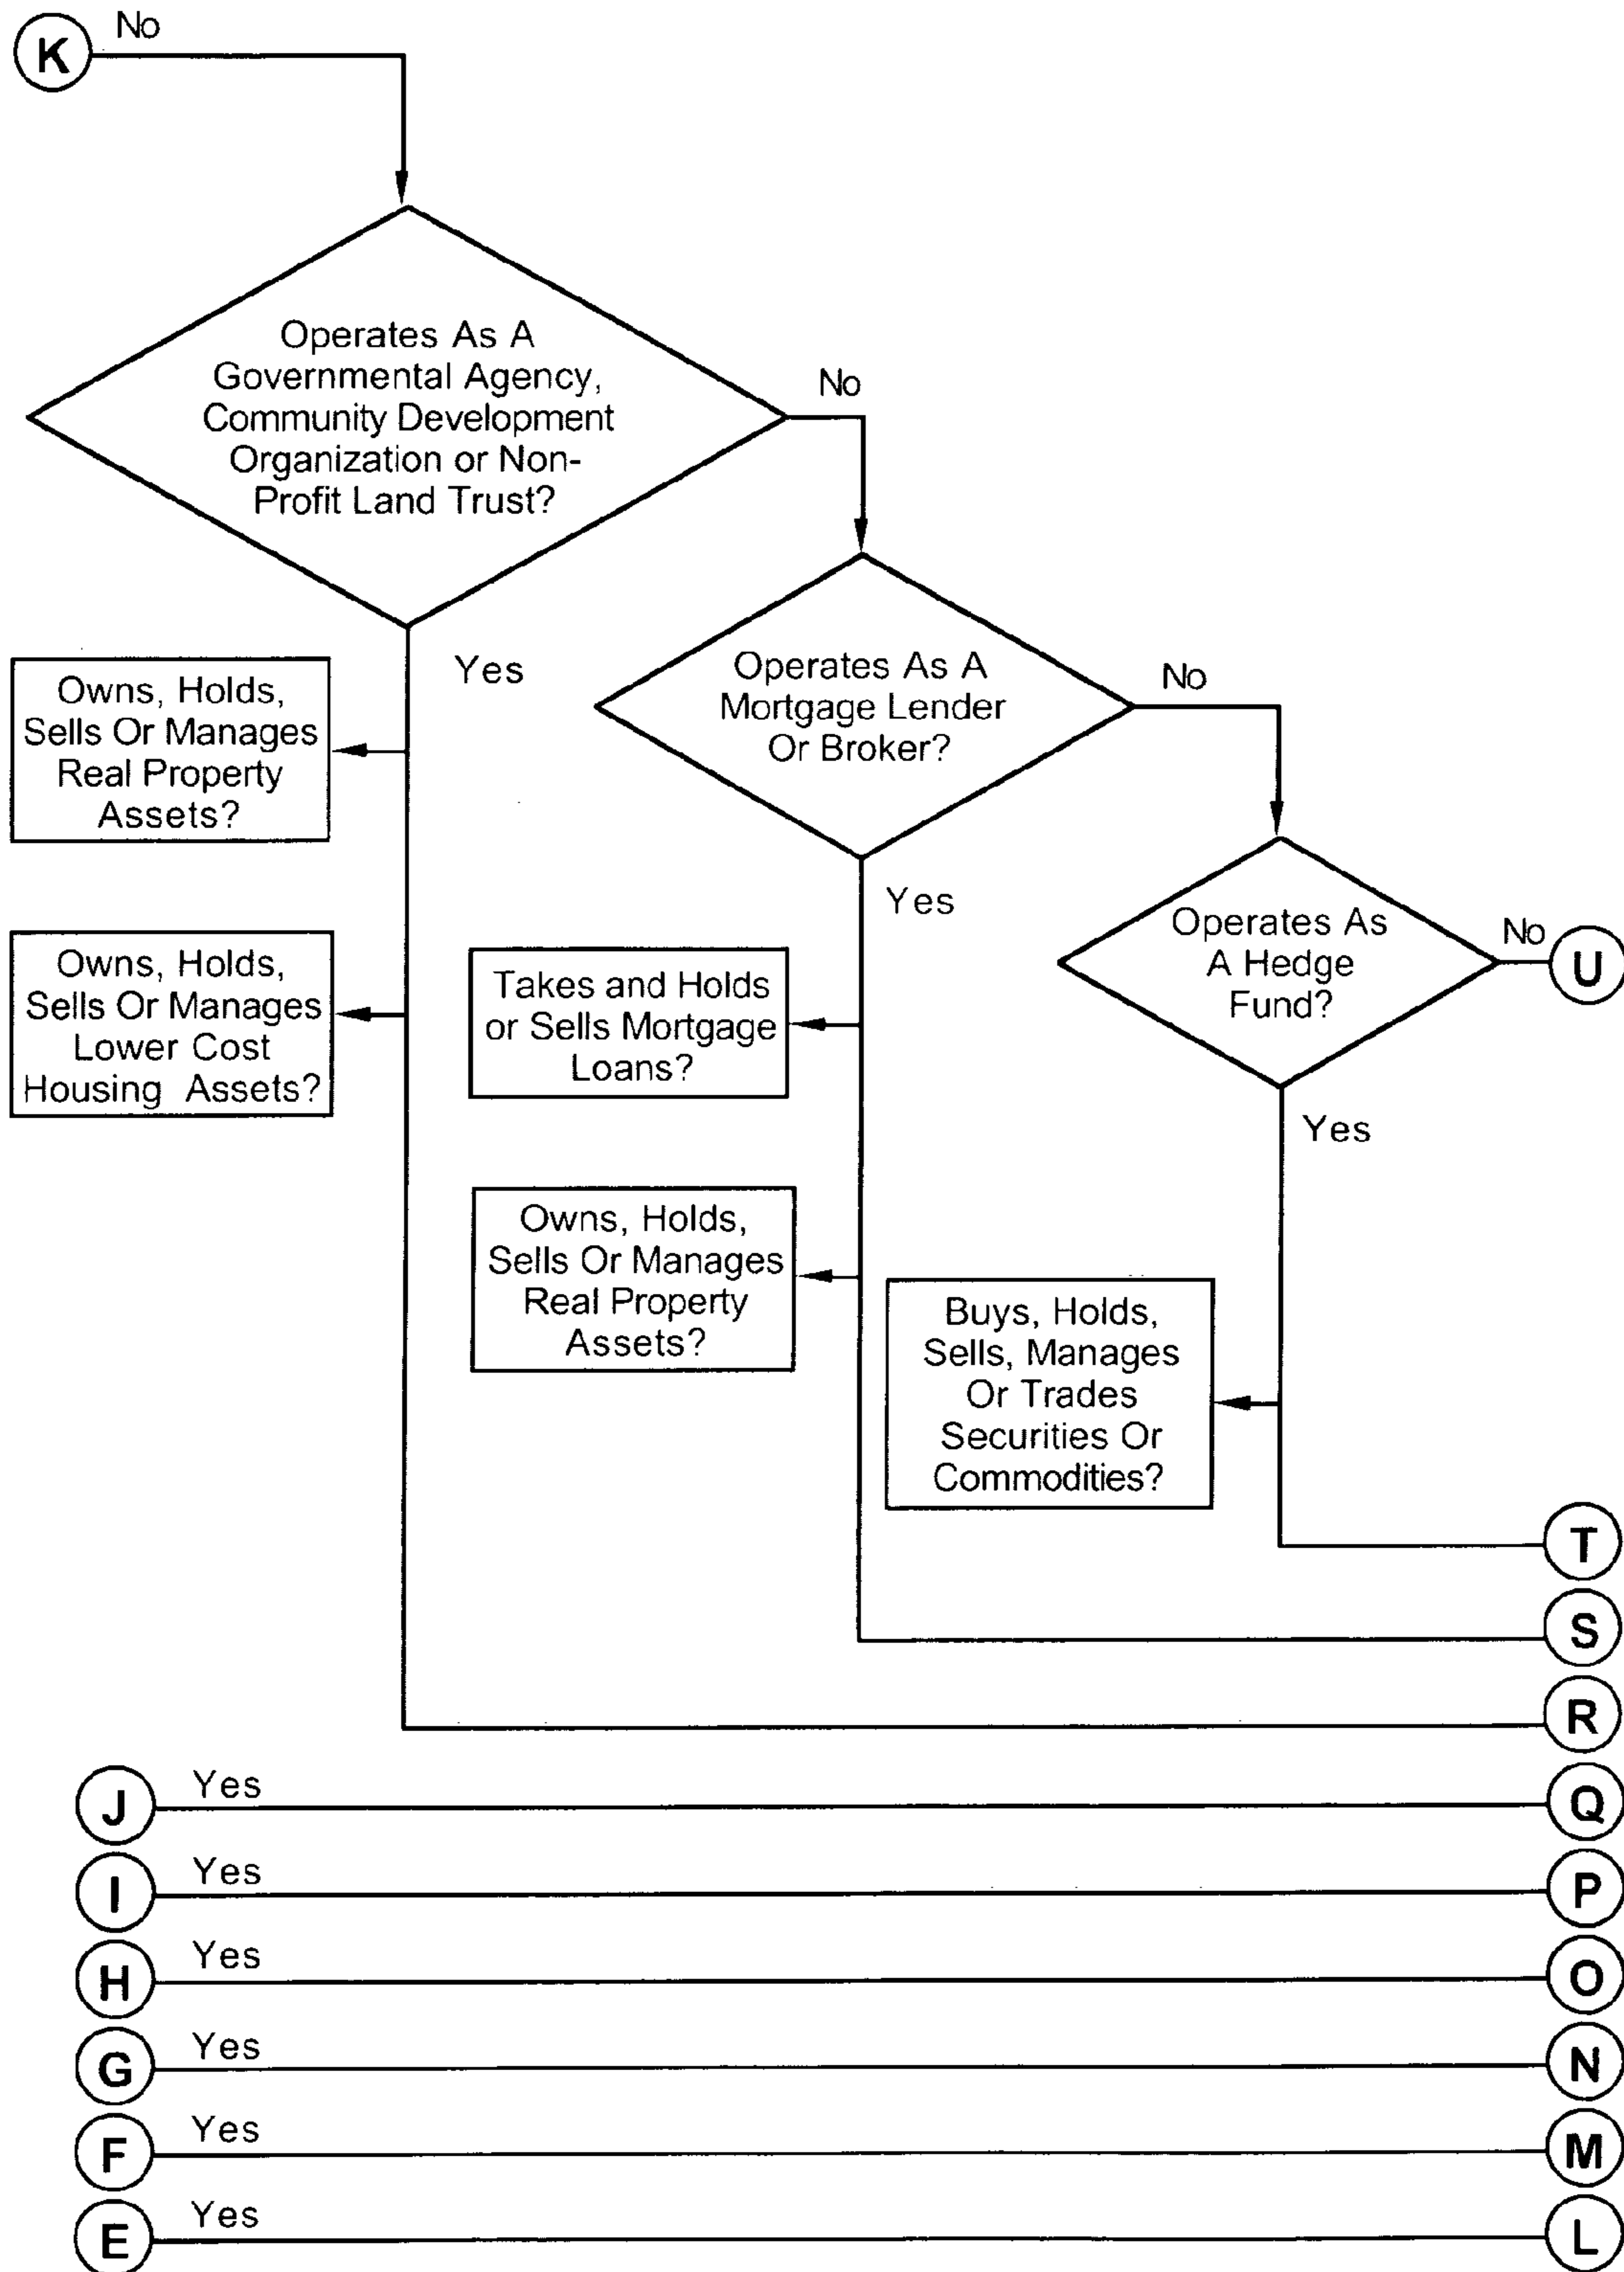 K
No
Operates As A
Governmental Agency,
Community Development
Organization or Non-
Profit Land Trust?
No
Yes
Owns, Holds,
Sells Or Manages
Real Property
Assets?
Operates As A
Mortgage Lender
Or Broker?
No
Yes
Owns, Holds,
Sells Or Manages
Lower Cost
Housing Assets?
Takes and Holds
or Sells Mortgage
Loans?
Operates As
A Hedge
Fund?
No
U
Yes
Owns, Holds,
Sells Or Manages
Real Property
Assets?
Buys, Holds,
Sells, Manages
Or Trades
Securities Or
Commodities?
T
S
R
J Yes Q
I Yes P
H Yes O
G Yes N
F Yes M
E Yes L